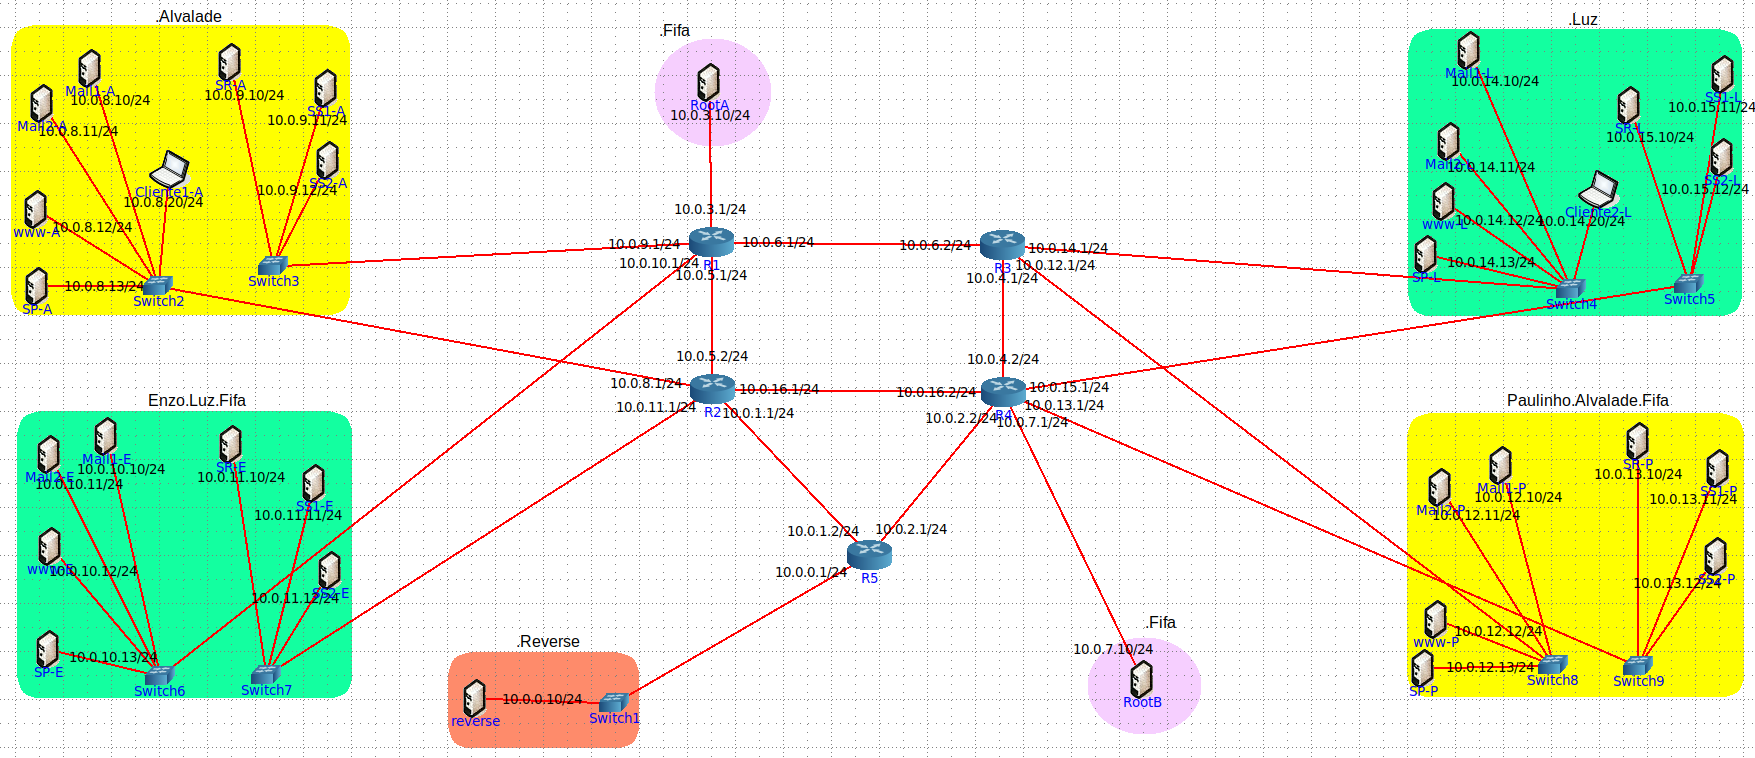 .Alvalade
Mail1-A
10.0.8.10/24
Mail2-A
10.0.8.11/24
SR-A
10.0.9.10/24
SS1-A
10.0.9.11/24
SS2-A
10.0.9.12/24
Cliente1-A
10.0.8.20/24
www-A
10.0.8.12/24
SP-A
10.0.8.13/24
Switch2
Switch3
.Fifa
RootA
10.0.3.10/24
10.0.3.1/24
10.0.9.1/24
10.0.6.1/24
10.0.10.1/24
R1
10.0.5.1/24
10.0.6.2/24
10.0.14.1/24
R3
10.0.12.1/24
10.0.4.1/24
.Luz
Mail1-L
10.0.14.10/24
SS1-L
10.0.15.11/24
SR-L
10.0.15.10/24
Mail2-L
10.0.14.11/24
SS2-L
10.0.15.12/24
www-L
10.0.14.12/24
Cliente2-L
10.0.14.20/24
SP-L
10.0.14.13/24
Switch4
Switch5
10.0.5.2/24
10.0.8.1/24
10.0.16.1/24
10.0.11.1/24
R2
10.0.1.1/24
10.0.4.2/24
10.0.16.2/24
10.0.15.1/24
10.0.13.1/24
10.0.2.2/24
R4
10.0.7.1/24
Enzo.Luz.Fifa
Mail1-E
10.0.10.10/24
Mail2-E
10.0.10.11/24
SR-E
10.0.11.10/24
SS1-E
10.0.11.11/24
www-E
10.0.10.12/24
SS2-E
10.0.11.12/24
SP-E
10.0.10.13/24
Switch6
Switch7
10.0.1.2/24
10.0.2.1/24
10.0.0.1/24
R5
.Reverse
reverse
10.0.0.10/24
Switch1
.Fifa
10.0.7.10/24
RootB
Paulinho.Alvalade.Fifa
SR-P
10.0.13.10/24
Mail1-P
10.0.12.10/24
SS1-P
10.0.13.11/24
Mail2-P
10.0.12.11/24
SS2-P
10.0.13.12/24
www-P
10.0.12.12/24
SP-P
10.0.12.13/24
Switch8
Switch9